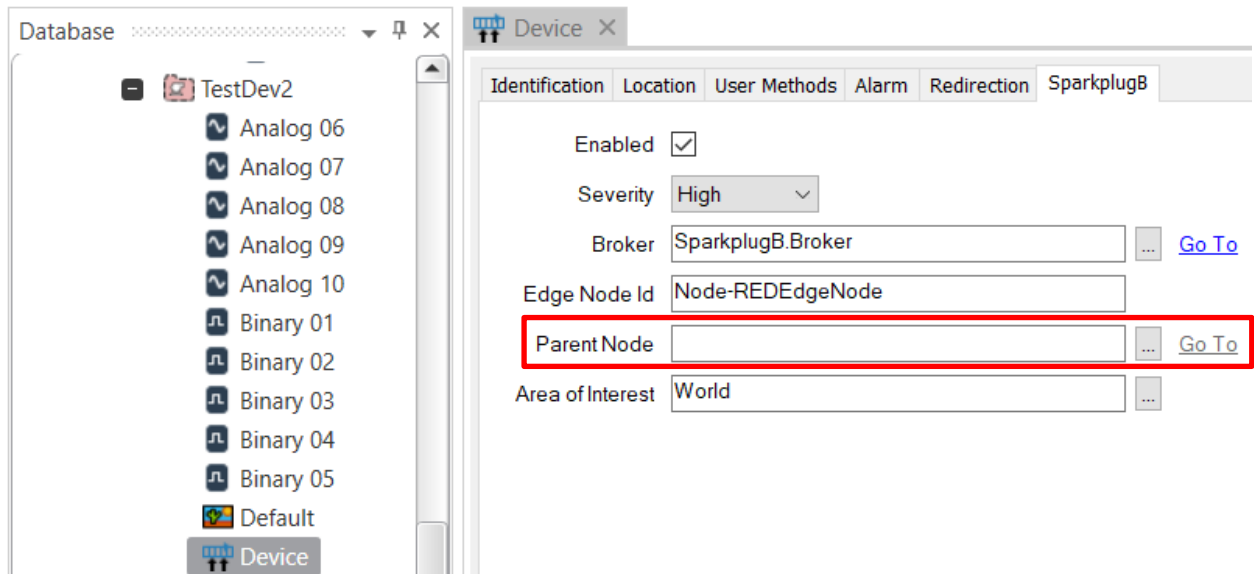 Database
TestDev2
Analog 06
Analog 07
Analog 08
Analog 09
Analog 10
Binary 01
Binary 02
Binary 03
Binary 04
Binary 05
Default
Device
Device
Identification Location User Methods Alarm Redirection SparkplugB
Enabled
Severity High
Broker SparkplugB.Broker ... Go To
Edge Node Id Node-REDEdgeNode
Parent Node ... Go To
Area of Interest World ...